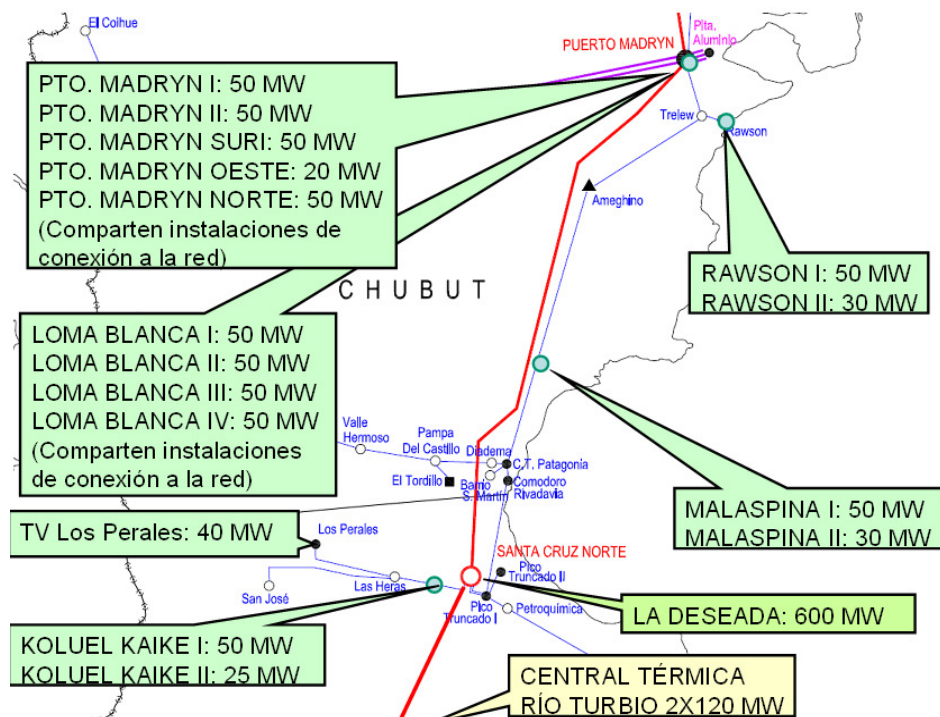 El Coihue
Plta.
Aluminio
PUERTO MADRYN
PTO. MADRYN I: 50 MW
PTO. MADRYN II: 50 MW
PTO. MADRYN SURI: 50 MW
PTO. MADRYN OESTE: 20 MW
PTO. MADRYN NORTE: 50 MW
(Comparten instalaciones de
conexión a la red)
Trelew
Rawson
Ameghino
RAWSON I: 50 MW
RAWSON II: 30 MW
CHUBUT
LOMA BLANCA I: 50 MW
LOMA BLANCA II: 50 MW
LOMA BLANCA III: 50 MW
LOMA BLANCA IV: 50 MW
(Comparten instalaciones
de conexión a la red)
Valle
Hermoso
Pampa
Del Castillo
Diadema
C.T. Patagonia
El Tordillo
Barrio
S. Martín
Comodoro
Rivadavia
MALASPINA I: 50 MW
MALASPINA II: 30 MW
TV Los Perales: 40 MW
Los Perales
SANTA CRUZ NORTE
Pico
Truncado II
Las Heras
San José
Pico
Truncado I
Petroquímica
LA DESEADA: 600 MW
KOLUEL KAIKE I: 50 MW
KOLUEL KAIKE II: 25 MW
CENTRAL TÉRMICA
RÍO TURBIO 2X120 MW